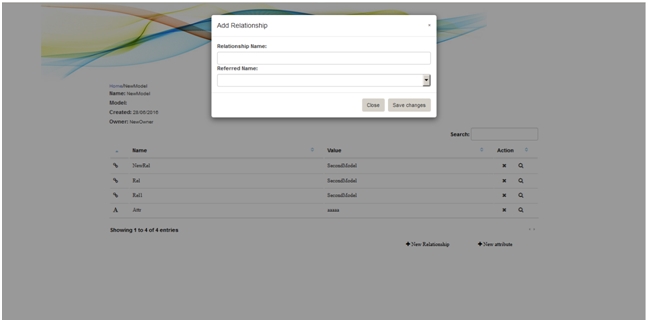 Add Relationship ×
Relationship Name:
Referred Name:
Close Save changes
Home/NewModel
Name: NewModel
Model:
Created: 28/06/2016
Owner: NewOwner
Search:
Name Value Action
NewRel SecondModel
Rel SecondModel
Rel1 SecondModel
A Attr aaaaa
Showing 1 to 4 of 4 entries
+ New Relationship + New attribute